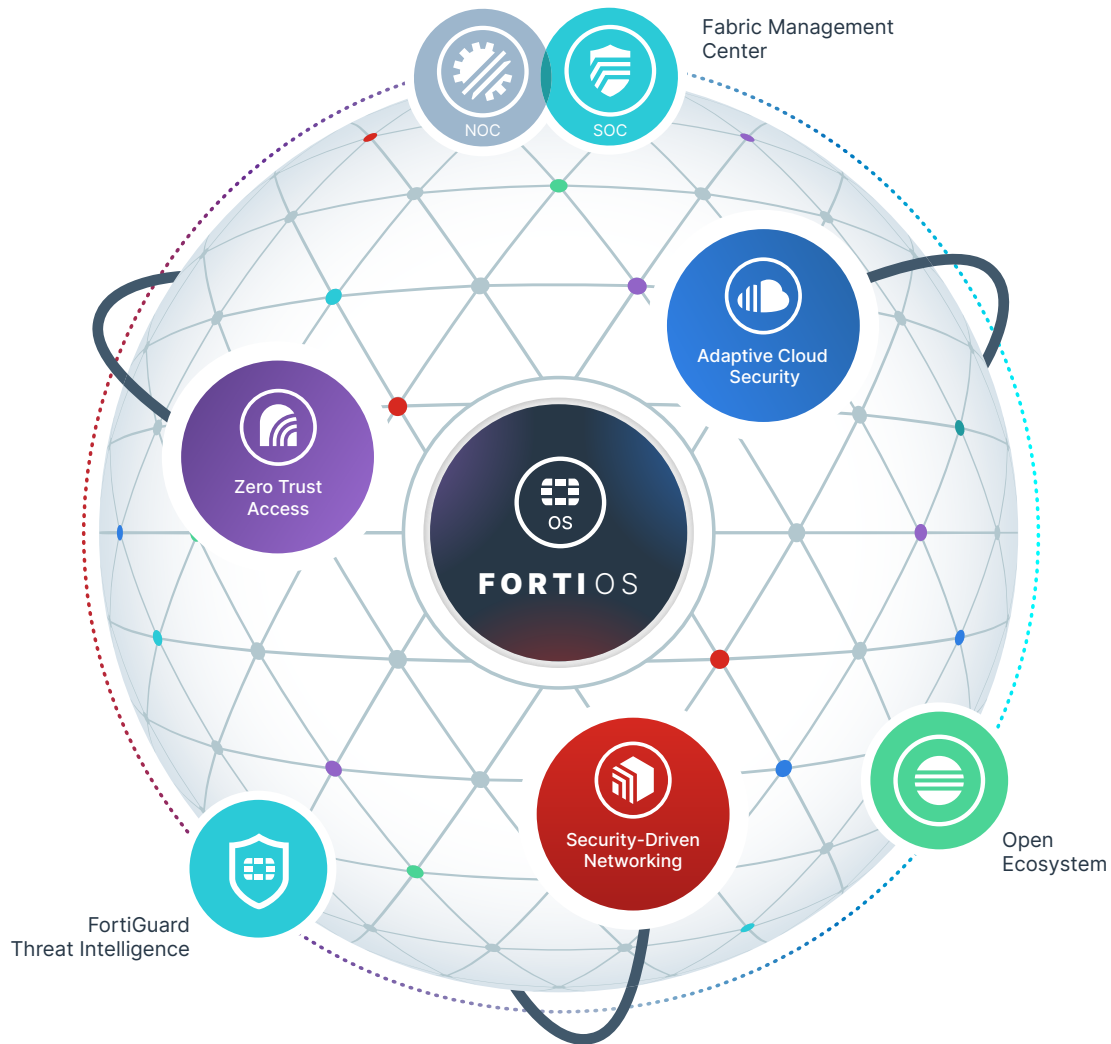 Fabric Management
Center
NOC
SOC
Adaptive Cloud
Security
Zero Trust
Access
OS
FORTIOS
Security-Driven
Networking
Open
Ecosystem
FortiGuard
Threat Intelligence